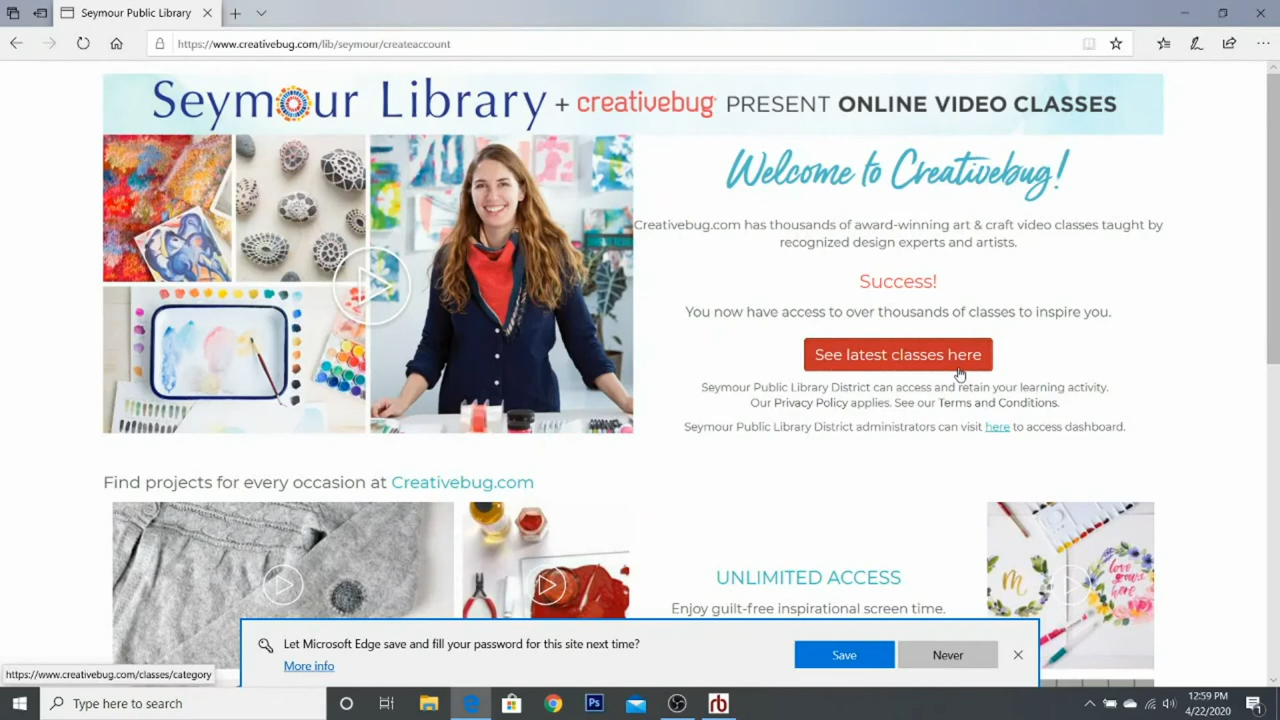 Seymour Public Library
https://www.creativebug.com/lib/seymour/createaccount
Seymour Library + creativebug PRESENT ONLINE VIDEO CLASSES
Welcome to Creativebug!
Creativebug.com has thousands of award-winning art & craft video classes taught by
recognized design experts and artists.
Success!
You now have access to over thousands of classes to inspire you.
See latest classes here
Seymour Public Library District can access and retain your learning activity.
Our Privacy Policy applies. See our Terms and Conditions.
Seymour Public Library District administrators can visit here to access dashboard.
Find projects for every occasion at Creativebug.com
M
love
grows
here
UNLIMITED ACCESS
Enjoy guilt-free inspirational screen time.
Let Microsoft Edge save and fill your password for this site next time?
More info
Save
Never
https://www.creativebug.com/classes/category
Type here to search
Ps
rb
12:59 PM
4/22/2020
1